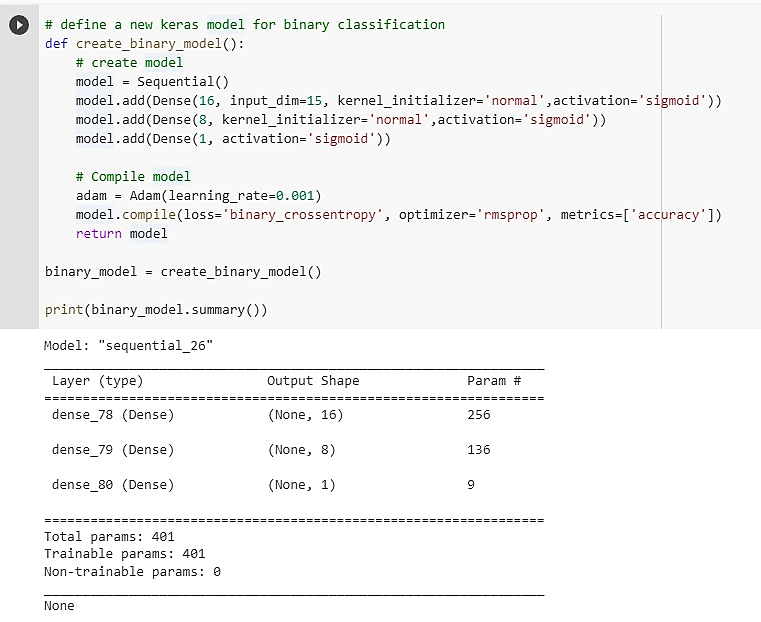 # define a new keras model for binary classification
def create_binary_model():
    # create model
    model = Sequential()
    model.add(Dense(16, input_dim=15, kernel_initializer='normal',activation='sigmoid'))
    model.add(Dense(8, kernel_initializer='normal',activation='sigmoid'))
    model.add(Dense(1, activation='sigmoid'))
    # Compile model
    adam = Adam(learning_rate=0.001)
    model.compile(loss='binary_crossentropy', optimizer='rmsprop', metrics=['accuracy'])
    return model
binary_model = create_binary_model()
print(binary_model.summary())
Model: "sequential_26"
Layer (type) Output Shape Param #
dense_78 (Dense) (None, 16) 256
dense_79 (Dense) (None, 8) 136
dense_80 (Dense) (None, 1) 9
Total params: 401
Trainable params: 401
Non-trainable params: 0
None